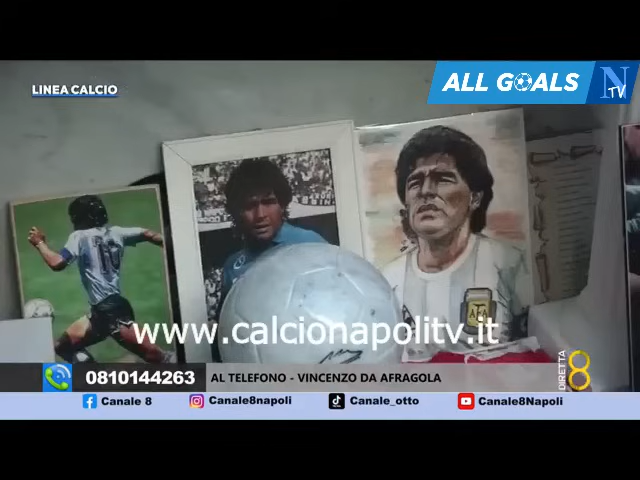 LINEA CALCIO
ALL GOALS
N TV
10
AFA
www.calcionapolitv.it
0810144263
AL TELEFONO - VINCENZO DA AFRAGOLA
DIRETTA 8
Canale 8
Canale8napoli
Canale_otto
Canale8Napoli